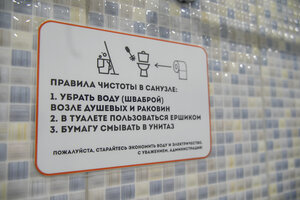 ПРАВИЛА ЧИСТОТЫ В САНУЗЛЕ:
1. УБРАТЬ ВОДУ (ШВАБРОЙ)
ВОЗЛЕ ДУШЕВЫХ И РАКОВИН
2. В ТУАЛЕТЕ ПОЛЬЗОВАТЬСЯ ЕРШИКОМ
3. БУМАГУ СМЫВАТЬ В УНИТАЗ
ПОЖАЛУЙСТА, СТАРАЙТЕСЬ ЭКОНОМИТЬ ВОДУ И ЭЛЕКТРИЧЕСТВО,
С УВАЖЕНИЕМ, АДМИНИСТРАЦИЯ